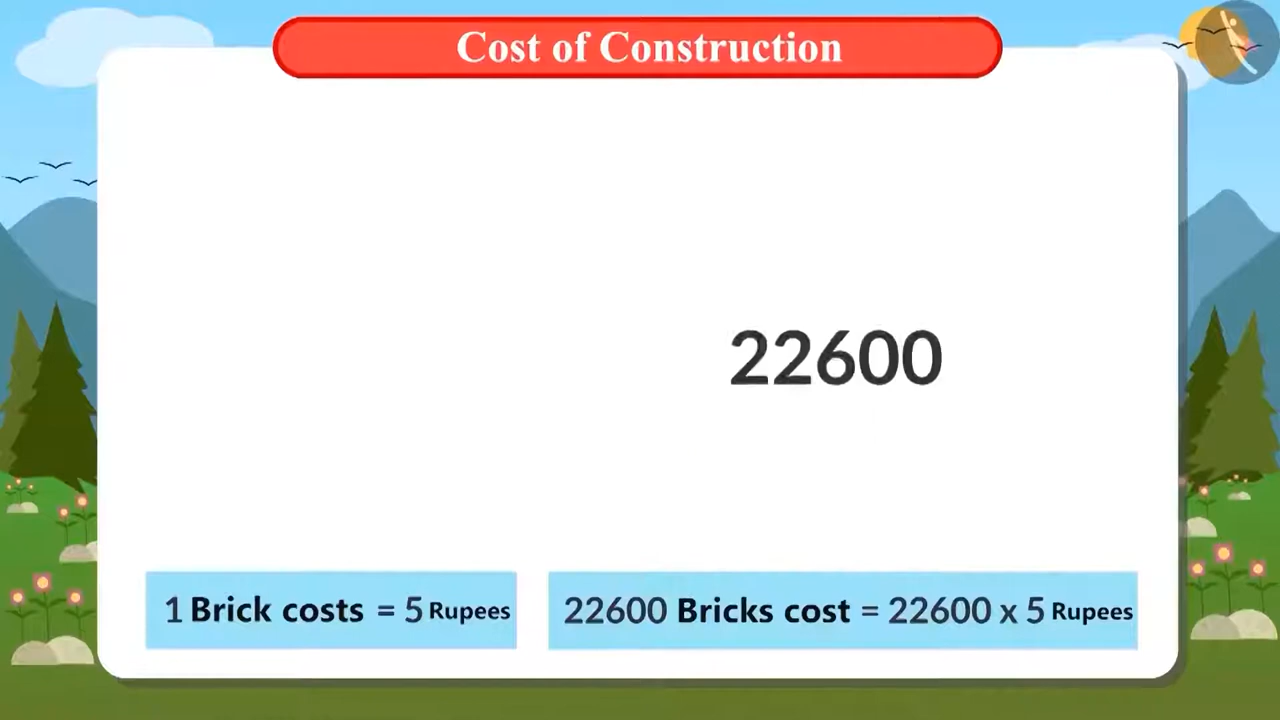 Cost of Construction
22600
1 Brick costs = 5 Rupees
22600 Bricks cost = 22600 x 5 Rupees